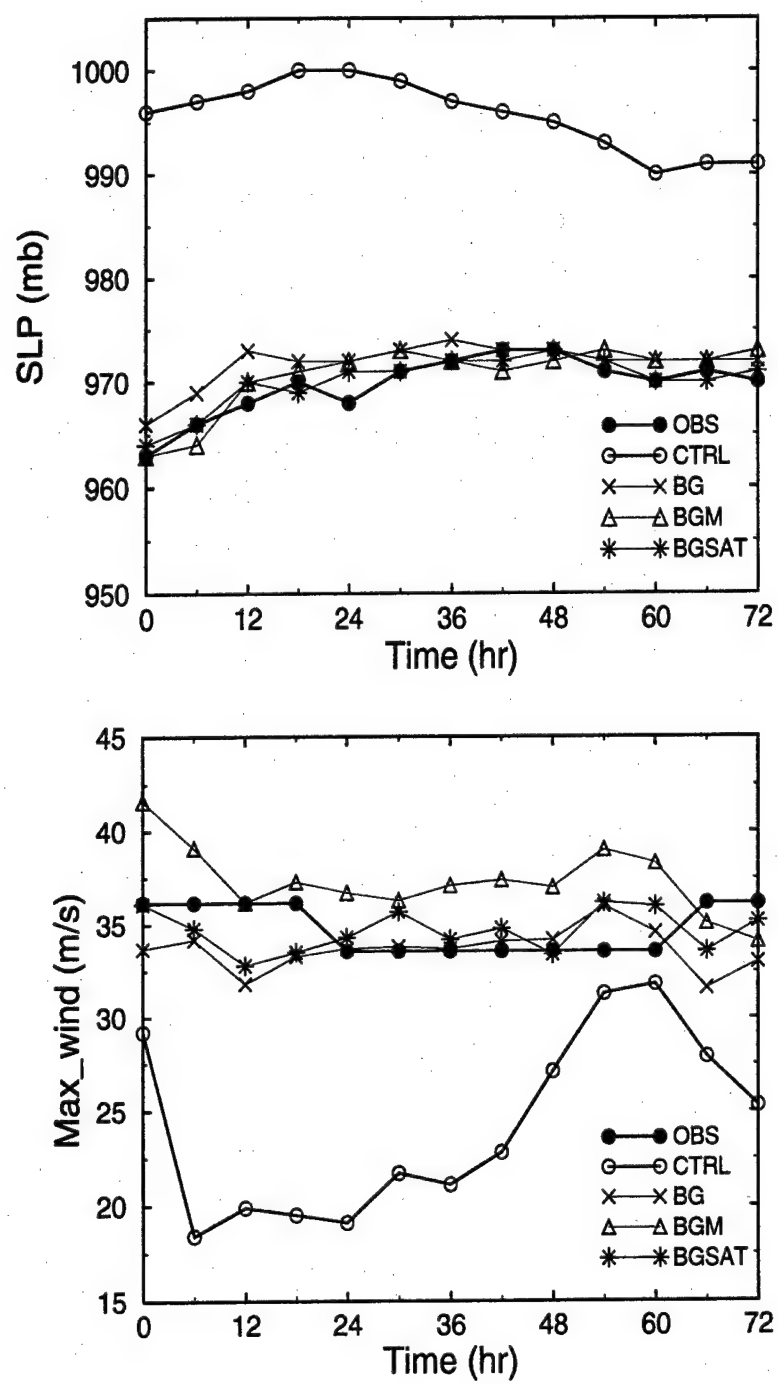 1000
990
980
970
960
950
SLP (mb)
OBS
CTRL
BG
BGM
BGSAT
0 12 24 36 48 60 72
Time (hr)
45
40
35
30
25
20
15
Max_wind (m/s)
OBS
CTRL
BG
BGM
BGSAT
0 12 24 36 48 60 72
Time (hr)